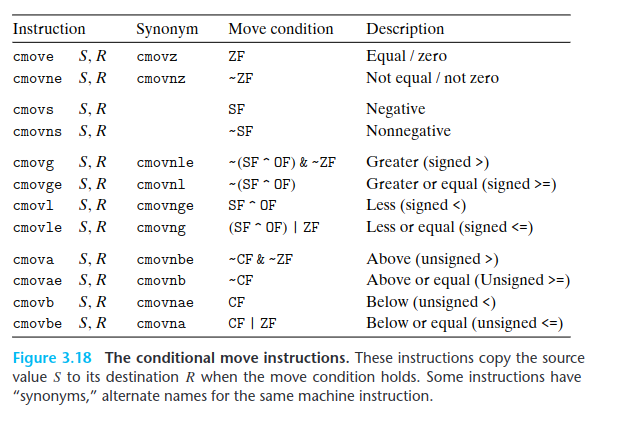 Instruction Synonym Move condition Description
cmove S, R cmovz ZF Equal / zero
cmovne S, R cmovnz ~ZF Not equal / not zero
cmovs S, R SF Negative
cmovns S, R ~SF Nonnegative
cmovg S, R cmovnle ~(SF ^ OF) & ~ZF Greater (signed >)
cmovge S, R cmovnl ~(SF ^ OF) Greater or equal (signed >=)
cmovl S, R cmovnge SF ^ OF Less (signed <)
cmovle S, R cmovng (SF ^ OF) | ZF Less or equal (signed <=)
cmova S, R cmovnbe ~CF & ~ZF Above (unsigned >)
cmovae S, R cmovnb ~CF Above or equal (Unsigned >=)
cmovb S, R cmovnae CF Below (unsigned <)
cmovbe S, R cmovna CF | ZF Below or equal (unsigned <=)
Figure 3.18 The conditional move instructions. These instructions copy the source
value S to its destination R when the move condition holds. Some instructions have
“synonyms,” alternate names for the same machine instruction.